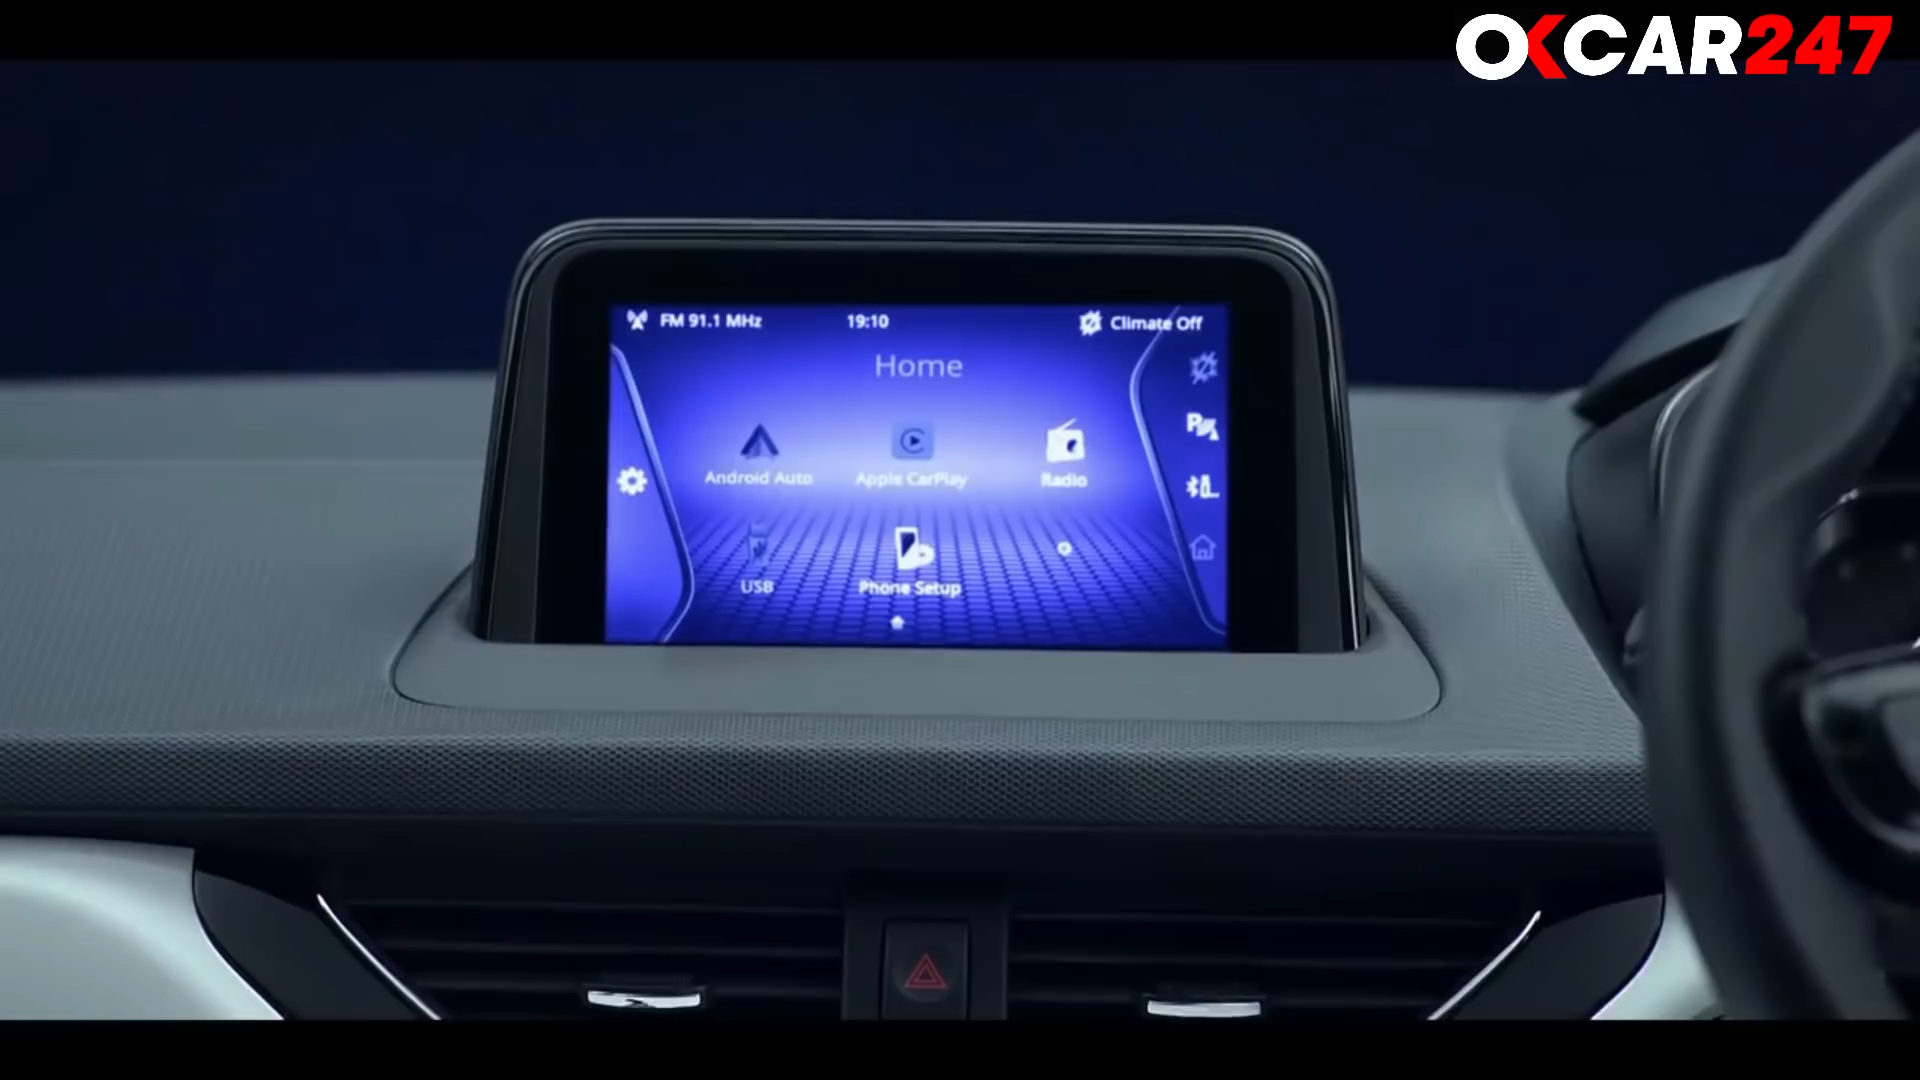 OKCAR247
FM 91.1 MHz 19:10 Climate Off
Home
Android Auto Apple CarPlay Radio
USB Phone Setup